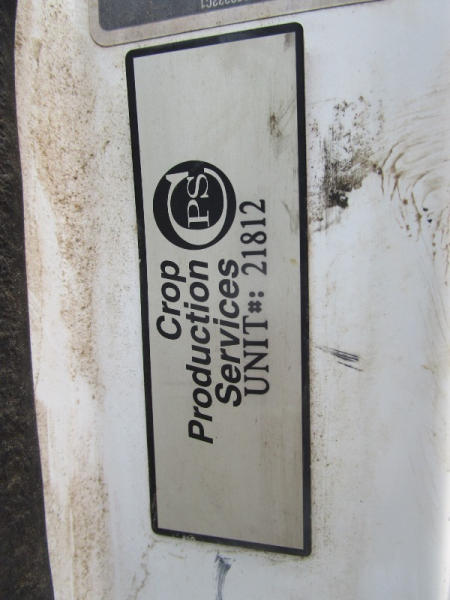 CPS
Crop
Production
Services
UNIT#: 21812